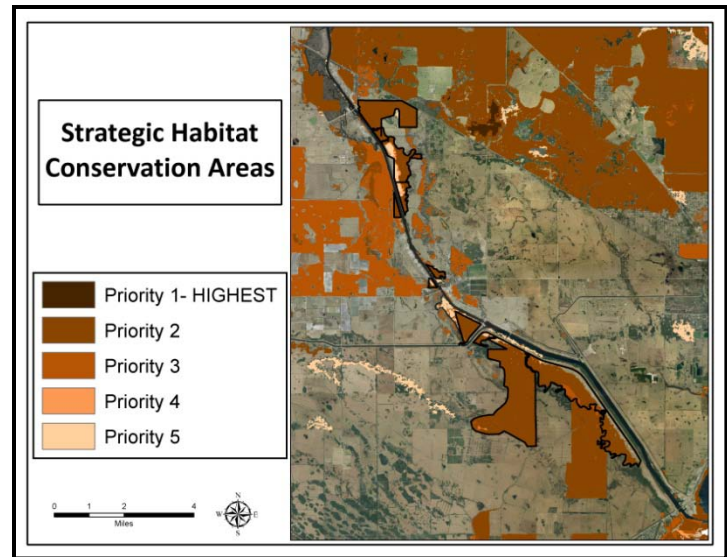 Strategic Habitat
Conservation Areas
Priority 1- HIGHEST
Priority 2
Priority 3
Priority 4
Priority 5
0 1 2 4
Miles
N
W E
S